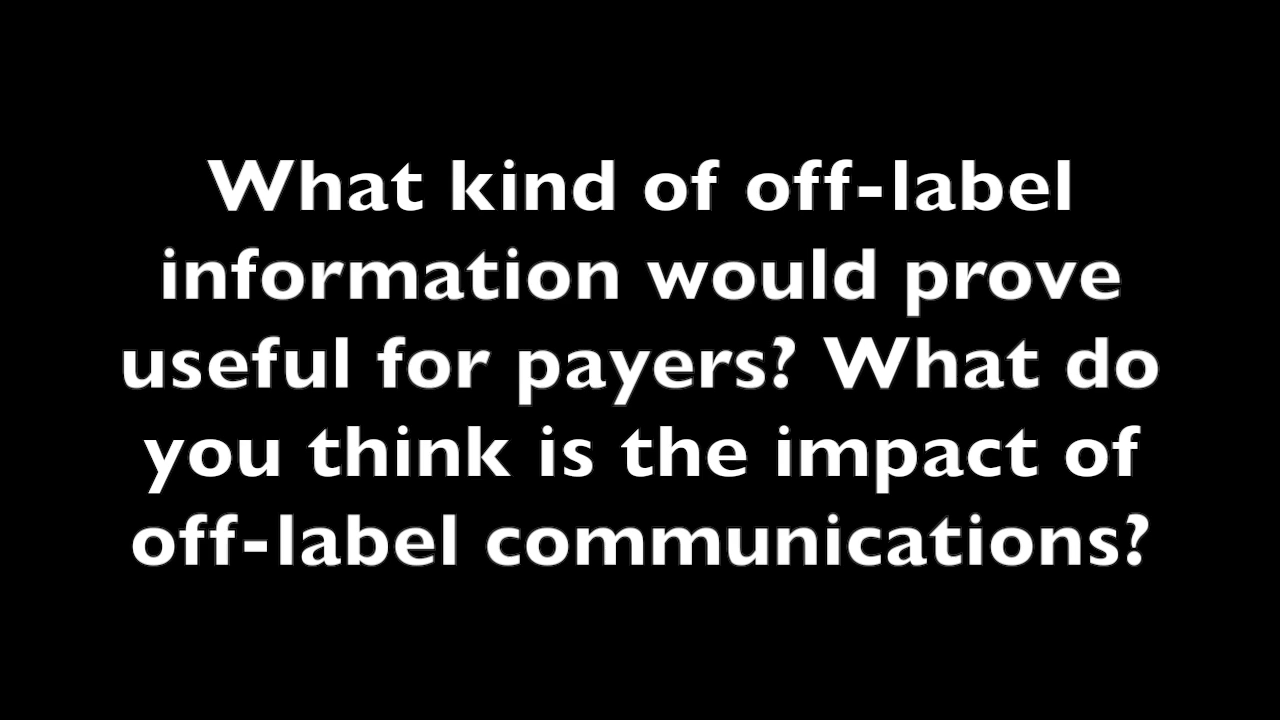 What kind of off-label
information would prove
useful for payers? What do
you think is the impact of
off-label communications?